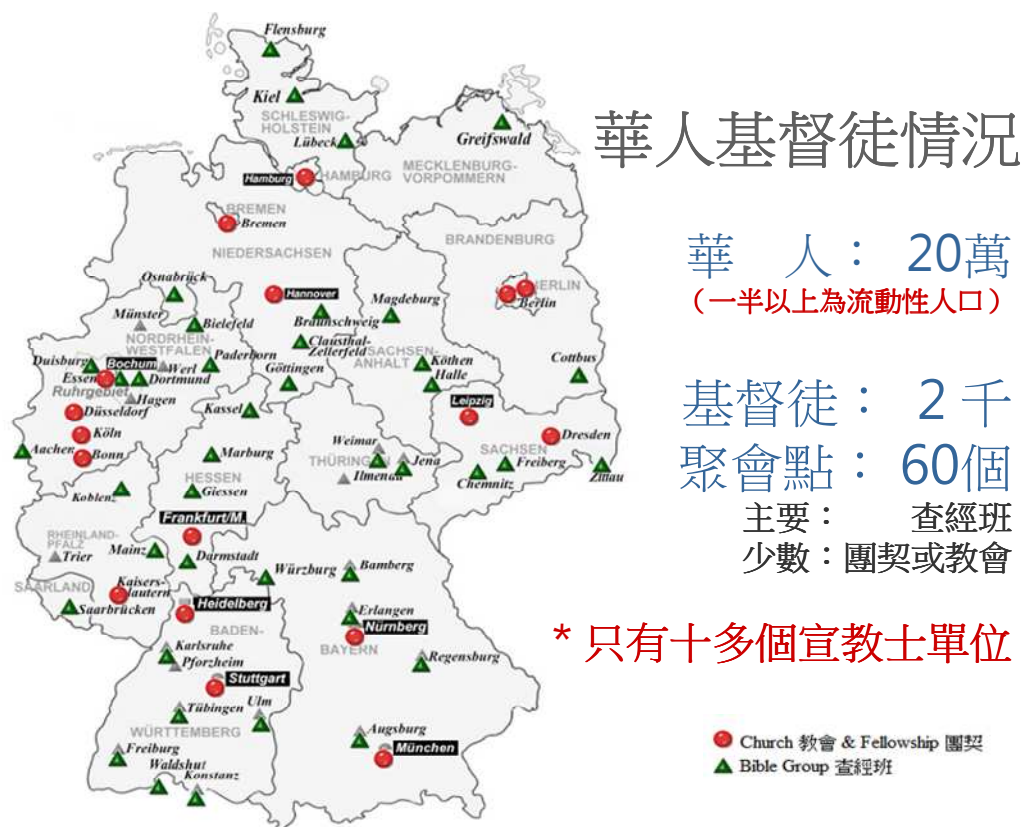 華人基督徒情況
華 人： 20萬
（一半以上為流動性人口）
基督徒： 2 千
聚會點： 60個
主要： 查經班
少數：團契或教會
* 只有十多個宣教士單位
Church 教會 & Fellowship 團契
Bible Group 查經班
Flensburg
Kiel
SCHLESWIG-
HOLSTEIN
Lübeck
Greifswald
MECKLENBURG-
VORPOMMERN
Hamburg
HAMBURG
BREMEN
Bremen
NIEDERSACHSEN
BRANDENBURG
BERLIN
Berlin
Osnabrück
Hannover
Magdeburg
Münster
Bielefeld
Braunschweig
NORDRHEIN-
WESTFALEN
Clausthal-
Zellerfeld
SACHSEN-
ANHALT
Duisburg
Bochum
Paderborn
Werl
Göttingen
Köthen
Cottbus
Essen
Dortmund
Halle
Ruhrgebiet
Hagen
Kassel
Leipzig
Düsseldorf
Köln
Dresden
Aachen
Bonn
Marburg
Weimar
SACHSEN
THÜRINGEN
Jena
Freiberg
Ilmenau
Chemnitz
Zittau
HESSEN
Koblenz
Giessen
Frankfurt/M.
RHEINLAND-
PFALZ
Trier
Mainz
Darmstadt
Würzburg
Bamberg
SAARLAND
Kaisers-
lautern
Saarbrücken
Heidelberg
Erlangen
Nürnberg
BADEN-
BAYERN
Karlsruhe
Pforzheim
Regensburg
Stuttgart
Tübingen
Ulm
WÜRTTEMBERG
Augsburg
Freiburg
München
Waldshut
Konstanz